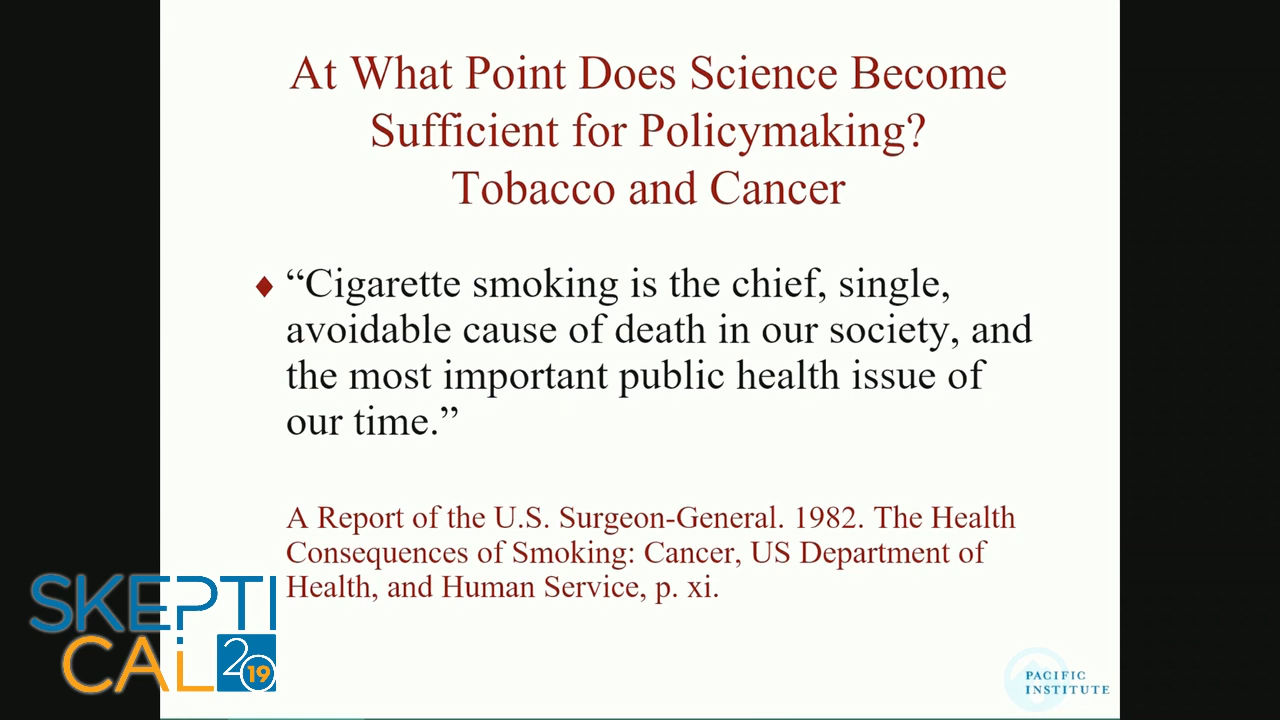 At What Point Does Science Become
Sufficient for Policymaking?
Tobacco and Cancer
“Cigarette smoking is the chief, single,
avoidable cause of death in our society, and
the most important public health issue of
our time.”
A Report of the U.S. Surgeon-General. 1982. The Health
Consequences of Smoking: Cancer, US Department of
Health, and Human Service, p. xi.
SKEPTI
CAL 2019
PACIFIC
INSTITUTE